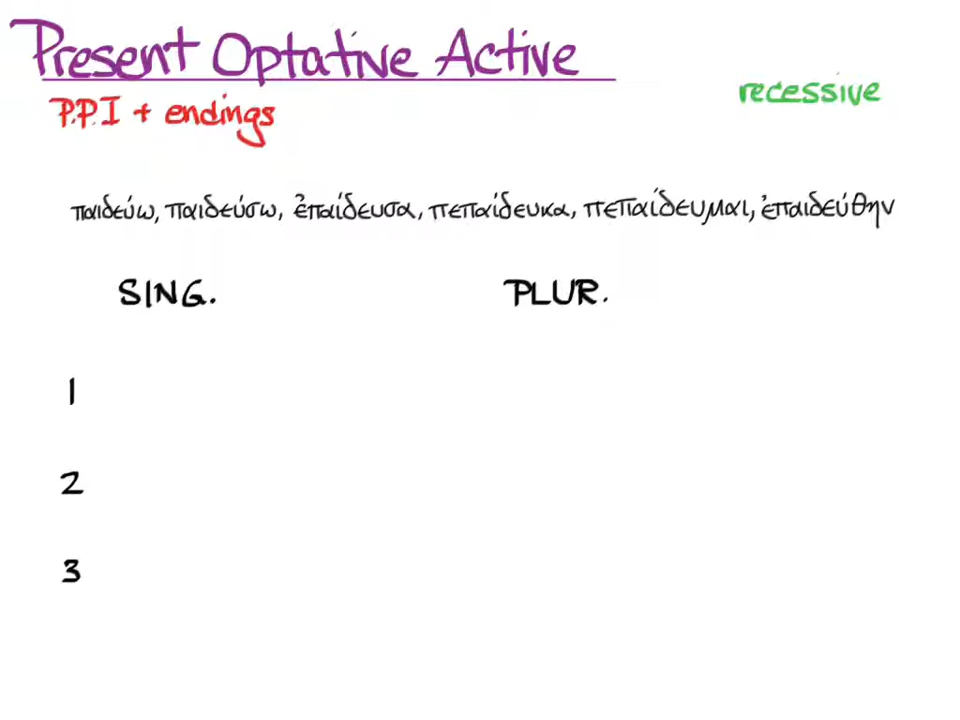 Present Optative Active
recessive
P.P.I + endings
παιδεύω, παιδεύσω, ἐπαίδευσα, πεπαίδευκα, πεπαίδευμαι, ἐπαιδεύθην
SING. PLUR.
1
2
3